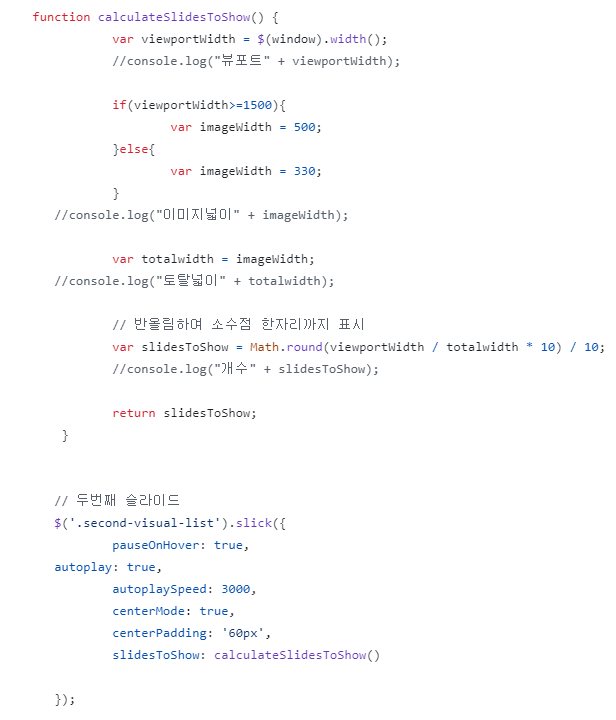 function calculateSlidesToShow() {
var viewportWidth = $(window).width();
//console.log("뷰포트" + viewportWidth);
if(viewportWidth>=1500){
var imageWidth = 500;
}else{
var imageWidth = 330;
}
//console.log("이미지넓이" + imageWidth);
var totalwidth = imageWidth;
//console.log("토탈넓이" + totalwidth);
// 반올림하여 소수점 한자리까지 표시
var slidesToShow = Math.round(viewportWidth / totalwidth * 10) / 10;
//console.log("개수" + slidesToShow);
return slidesToShow;
}
// 두번째 슬라이드
$('.second-visual-list').slick({
pauseOnHover: true,
autoplay: true,
autoplaySpeed: 3000,
centerMode: true,
centerPadding: '60px',
slidesToShow: calculateSlidesToShow()
});